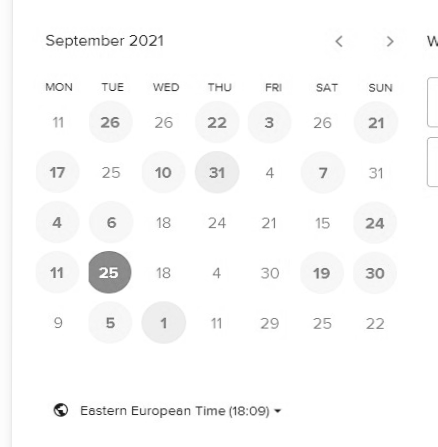 September 2021
MON TUE WED THU FRI SAT SUN
11 26 26 22 3 26 21
17 25 10 31 4 7 31
4 6 18 24 21 15 24
11 25 18 4 30 19 30
9 5 1 11 29 25 22
Eastern European Time (18:09)